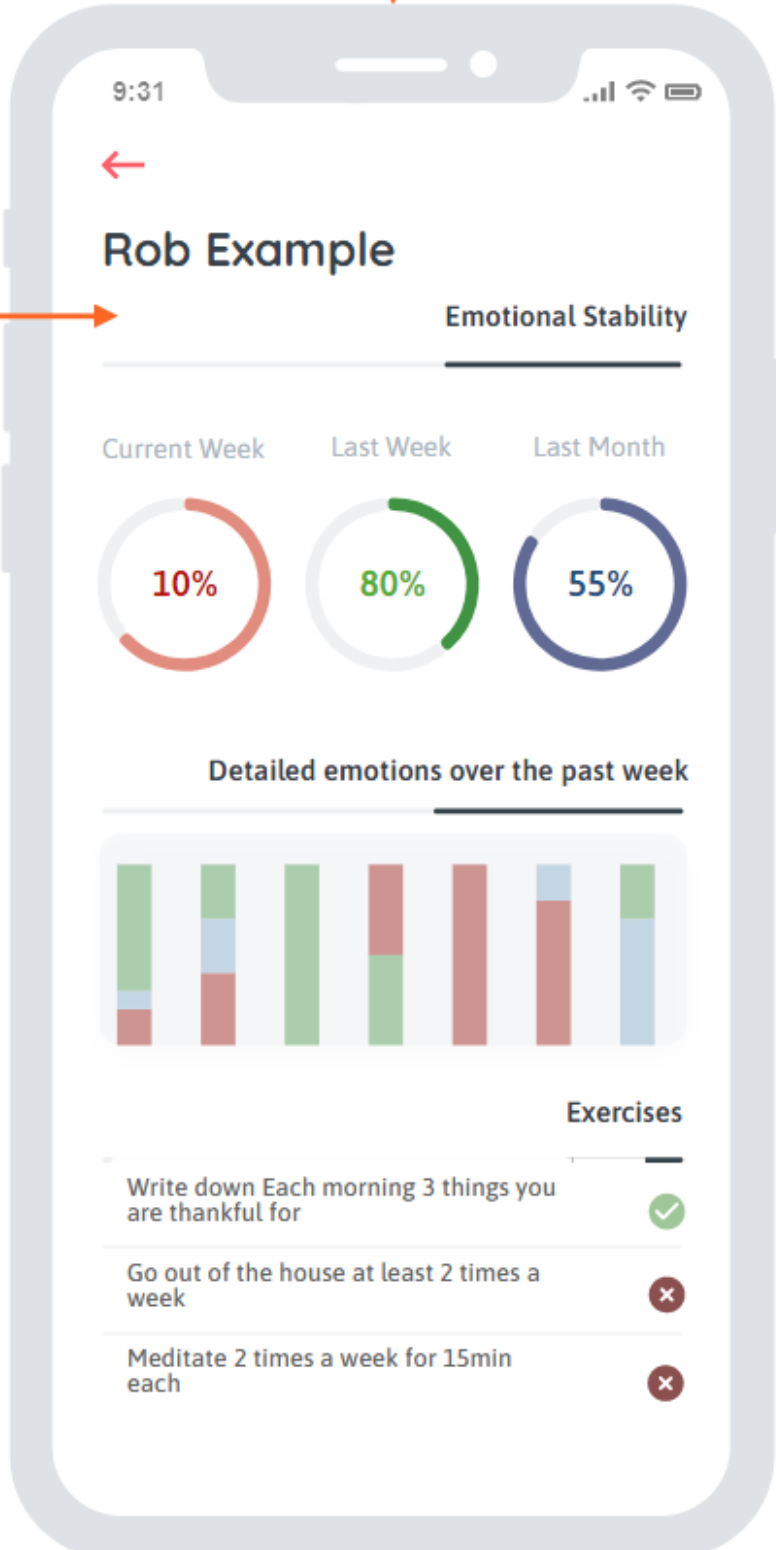 9:31
Rob Example
Emotional Stability
Current Week
Last Week
Last Month
10%
80%
55%
Detailed emotions over the past week
Exercises
Write down Each morning 3 things you
are thankful for
Go out of the house at least 2 times a
week
Meditate 2 times a week for 15min
each